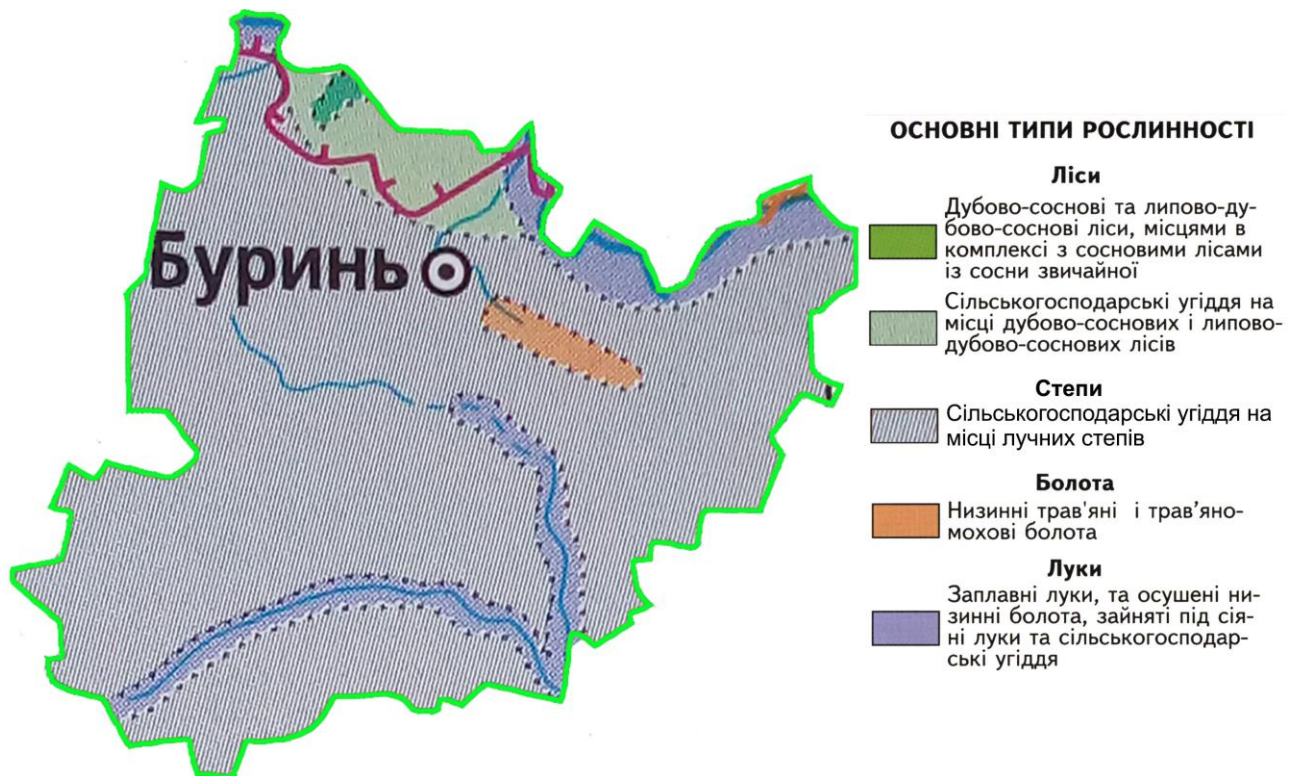 Буринь
ОСНОВНІ ТИПИ РОСЛИННОСТІ
Ліси
Дубово-соснові та липово-ду-
бово-соснові ліси, місцями в
комплексі з сосновими лісами
із сосни звичайної
Сільськогосподарські угіддя на
місці дубово-соснових і липово-
дубово-соснових лісів
Степи
Сільськогосподарські угіддя на
місці лучних степів
Болота
Низинні трав'яні і трав’яно-
мохові болота
Луки
Заплавні луки, та осушені ни-
зинні болота, зайняті під сія-
ні луки та сільськогосподар-
ські угіддя